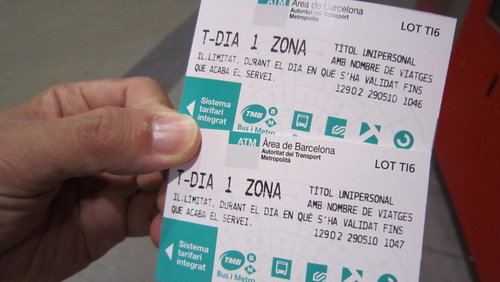 ATM Àrea de Barcelona
Autoritat del Transport
Metropolità
LOT TI6
T-DIA 1 ZONA
TÍTOL UNIPERSONAL
AMB NOMBRE DE VIATGES
IL·LIMITAT, DURANT EL DIA EN QUÈ S'HA VALIDAT FINS
QUE ACABA EL SERVEI.
12902 290510 1046
Sistema
tarifari
integrat
TMB B M
Bus i Metro
ATM Àrea de Barcelona
Autoritat del Transport
Metropolità
LOT TI6
T-DIA 1 ZONA
TÍTOL UNIPERSONAL
AMB NOMBRE DE VIATGES
IL·LIMITAT, DURANT EL DIA EN QUÈ S'HA VALIDAT FINS
QUE ACABA EL SERVEI.
12902 290510 1047
Sistema
tarifari
integrat
TMB B M
Bus i Metro